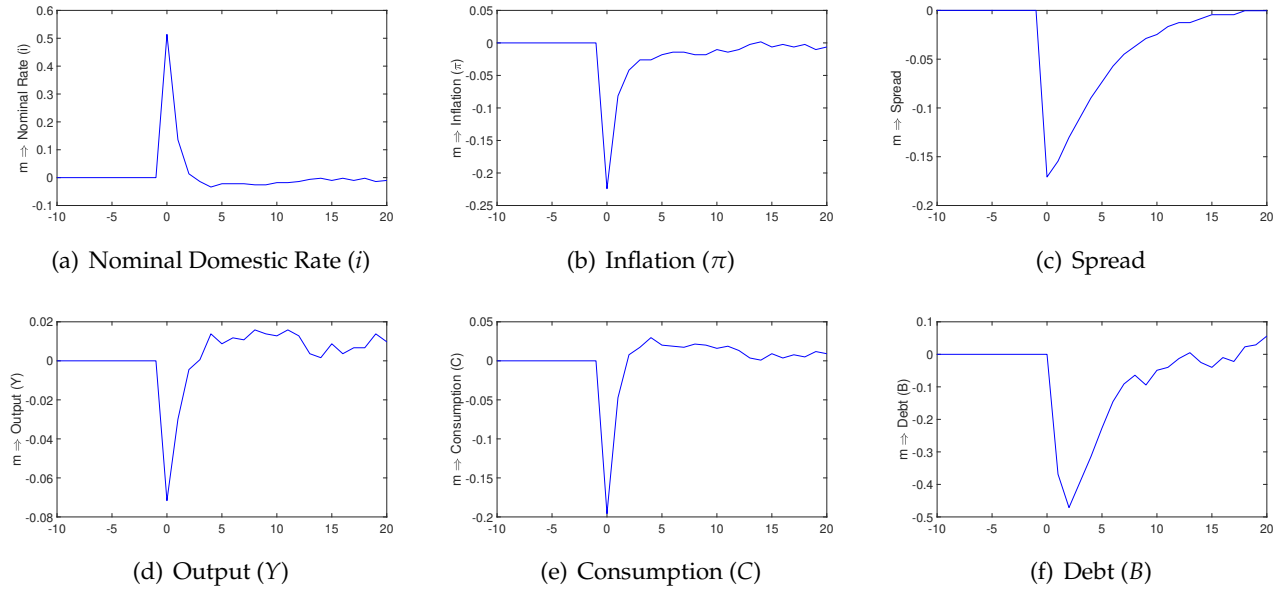 0.6
0.5
0.4
0.3
0.2
0.1
0
-0.1
m ⇒ Nominal Rate (i)
-10 -5 0 5 10 15 20
(a) Nominal Domestic Rate (i)
0
-0.05
-0.1
-0.15
-0.2
-0.25
m ⇒ Inflation (π)
-10 -5 0 5 10 15 20
(b) Inflation (π)
0
-0.05
-0.1
-0.15
-0.2
m ⇒ Spread
-10 -5 0 5 10 15 20
(c) Spread
0.02
0
-0.02
-0.04
-0.06
-0.08
m ⇒ Output (Y)
-10 -5 0 5 10 15 20
(d) Output (Y)
0.05
0
-0.05
-0.1
-0.15
-0.2
m ⇒ Consumption (C)
-10 -5 0 5 10 15 20
(e) Consumption (C)
0.1
0
-0.1
-0.2
-0.3
-0.4
-0.5
m ⇒ Debt (B)
-10 -5 0 5 10 15 20
(f) Debt (B)